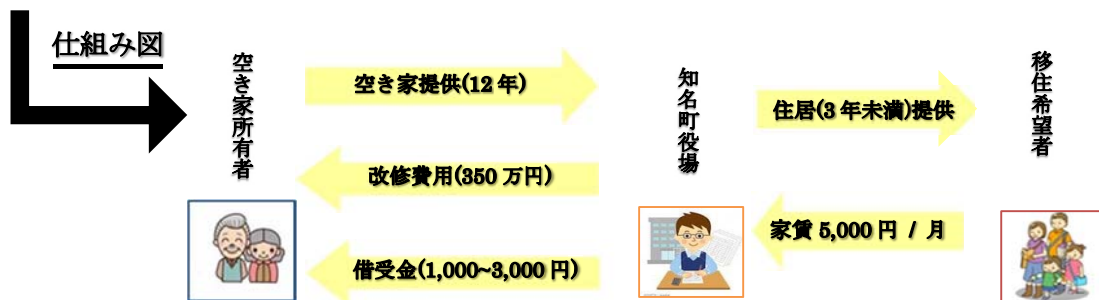 仕組み図
空き家所有者
空き家提供(12年)
改修費用(350万円)
借受金(1,000~3,000円)
知名町役場
住居(3年未満)提供
家賃5,000円 / 月
移住希望者